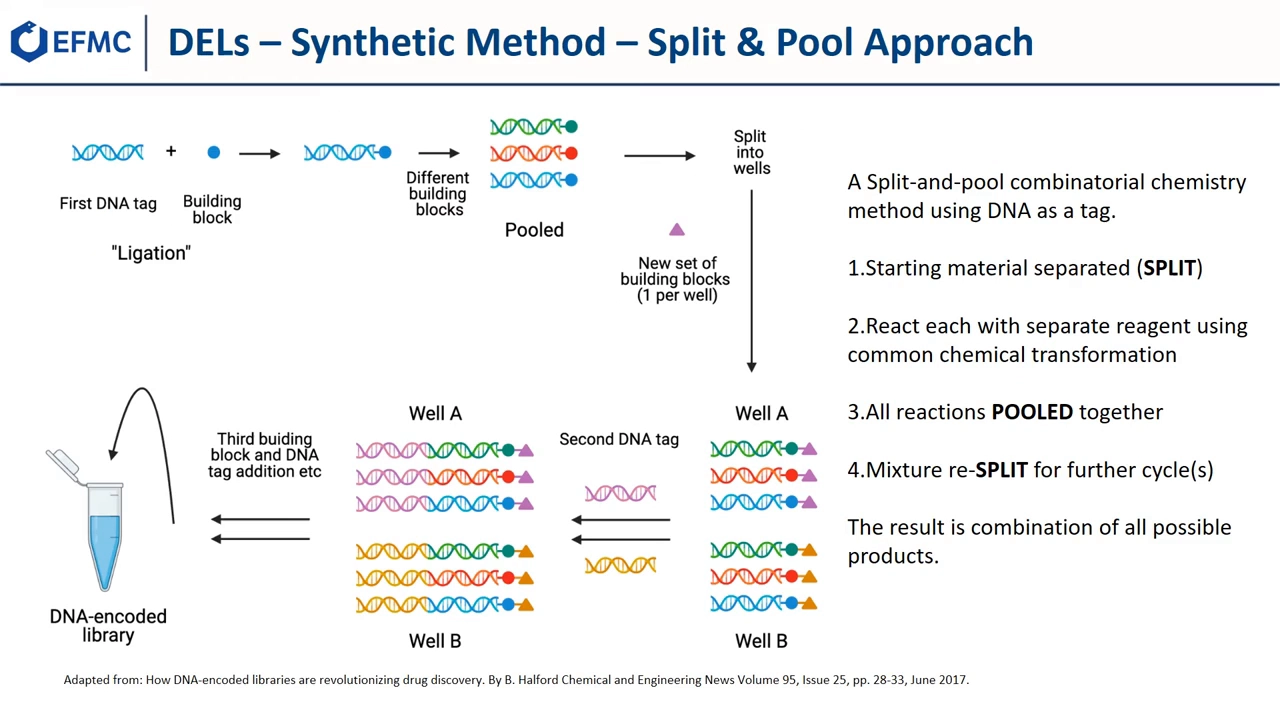 EFMC
DELs – Synthetic Method – Split & Pool Approach
+
First DNA tag
Building
block
"Ligation"
Different
building
blocks
Pooled
Split
into
wells
New set of
building blocks
(1 per well)
A Split-and-pool combinatorial chemistry
method using DNA as a tag.
1.Starting material separated (SPLIT)
2.React each with separate reagent using
common chemical transformation
3.All reactions POOLED together
4.Mixture re-SPLIT for further cycle(s)
The result is combination of all possible
products.
Well A
Well B
Second DNA tag
Well A
Well B
Third buiding
block and DNA
tag addition etc
DNA-encoded
library
Adapted from: How DNA-encoded libraries are revolutionizing drug discovery. By B. Halford Chemical and Engineering News Volume 95, Issue 25, pp. 28-33, June 2017.